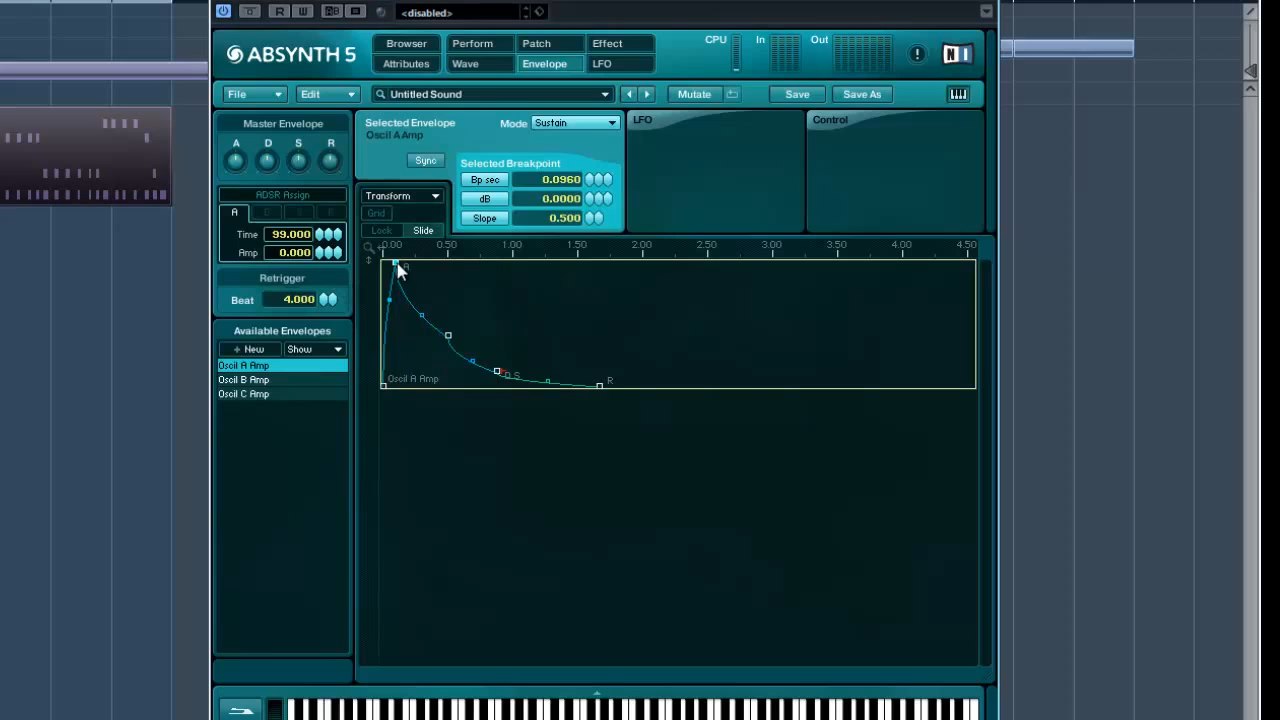 R W <disabled>
ABSYNTH 5
Browser Perform Patch Effect
Attributes Wave Envelope LFO
CPU In Out ! NI
File Edit Untitled Sound Mutate Save Save As
Master Envelope
A D S R
ADSR Assign
A
Time 99.000
Amp 0.000
Retrigger
Beat 4.000
Available Envelopes
+ New Show
Oscil A Amp
Oscil B Amp
Oscil C Amp
Selected Envelope
Oscil A Amp
Mode Sustain
Sync
Selected Breakpoint
Bp sec 0.0960
dB 0.0000
Slope 0.500
Transform
Grid
Lock Slide
LFO
Control
0.00 0.50 1.00 1.50 2.00 2.50 3.00 3.50 4.00 4.50
A
D S
R
Oscil A Amp